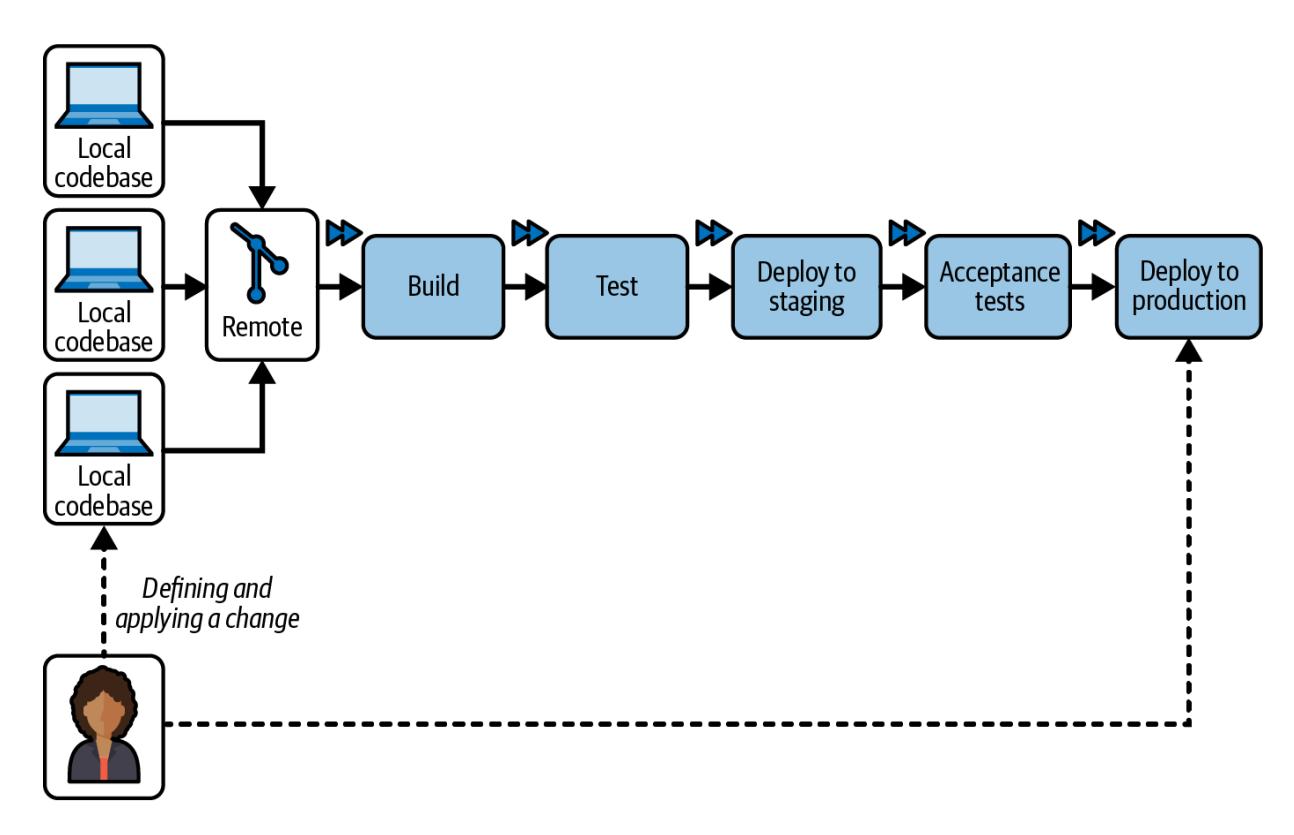 Local
codebase
Local
codebase
Local
codebase
Remote
Build
Test
Deploy to
staging
Acceptance
tests
Deploy to
production
Defining and
applying a change